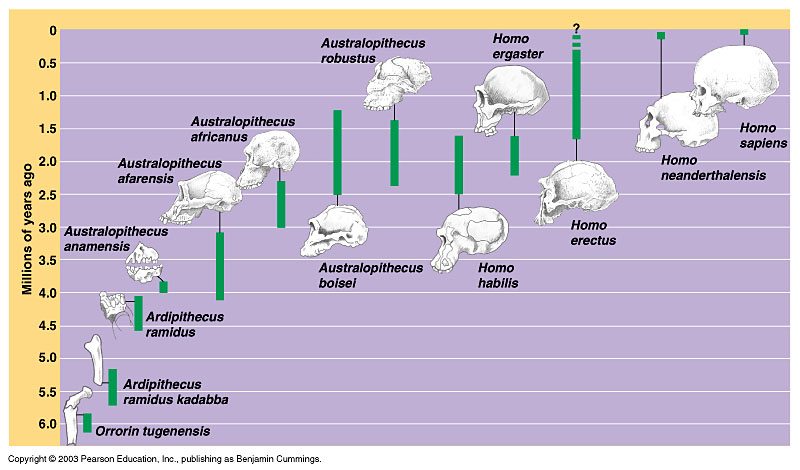 Millions of years ago
0
0.5
1.0
1.5
2.0
2.5
3.0
3.5
4.0
4.5
5.0
5.5
6.0
Australopithecus
anamensis
Australopithecus
afarensis
Australopithecus
africanus
Australopithecus
robustus
Homo
ergaster
?
Homo
sapiens
Homo
neanderthalensis
Homo
erectus
Australopithecus
boisei
Homo
habilis
Ardipithecus
ramidus
Ardipithecus
ramidus kadabba
Orrorin tugenensis
Copyright © 2003 Pearson Education, Inc., publishing as Benjamin Cummings.